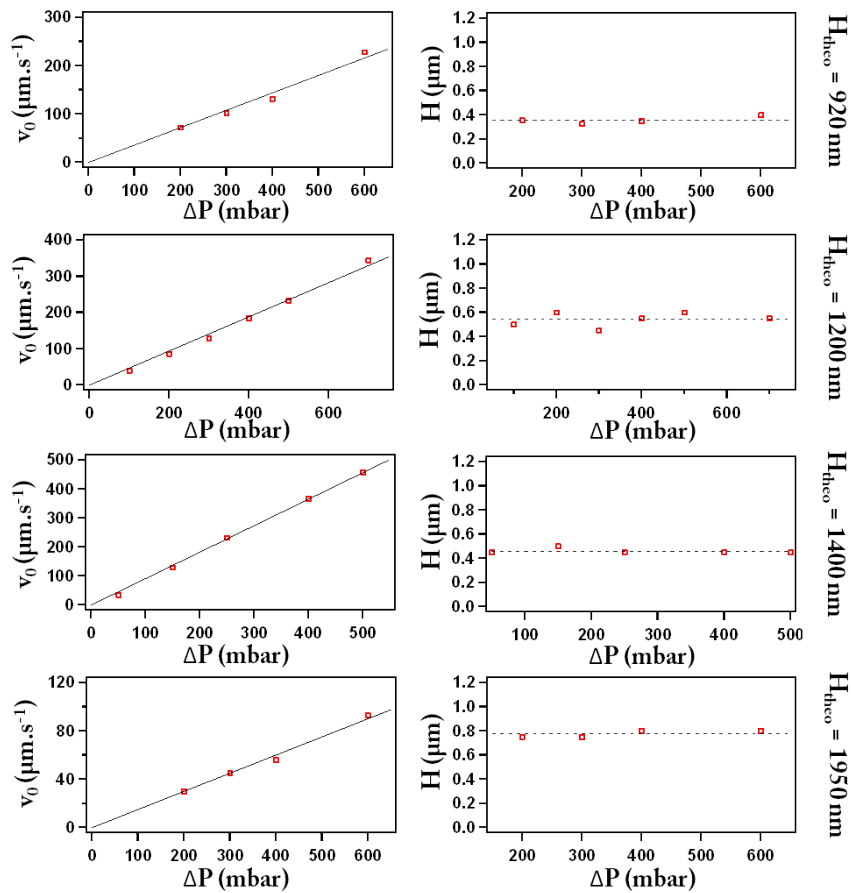 300
200
100
0
v₀ (µm.s⁻¹)
0 100 200 300 400 500 600
ΔP (mbar)
1.2
1.0
0.8
0.6
0.4
0.2
0.0
H (µm)
200 300 400 500 600
ΔP (mbar)
H_theo = 920 nm
400
300
200
100
0
v₀ (µm.s⁻¹)
0 200 400 600
ΔP (mbar)
1.2
1.0
0.8
0.6
0.4
0.2
0.0
H (µm)
200 400 600
ΔP (mbar)
H_theo = 1200 nm
500
400
300
200
100
0
v₀ (µm.s⁻¹)
0 100 200 300 400 500
ΔP (mbar)
1.2
1.0
0.8
0.6
0.4
0.2
0.0
H (µm)
100 200 300 400 500
ΔP (mbar)
H_theo = 1400 nm
120
80
40
0
v₀ (µm.s⁻¹)
0 100 200 300 400 500 600
ΔP (mbar)
1.2
1.0
0.8
0.6
0.4
0.2
0.0
H (µm)
200 300 400 500 600
ΔP (mbar)
H_theo = 1950 nm